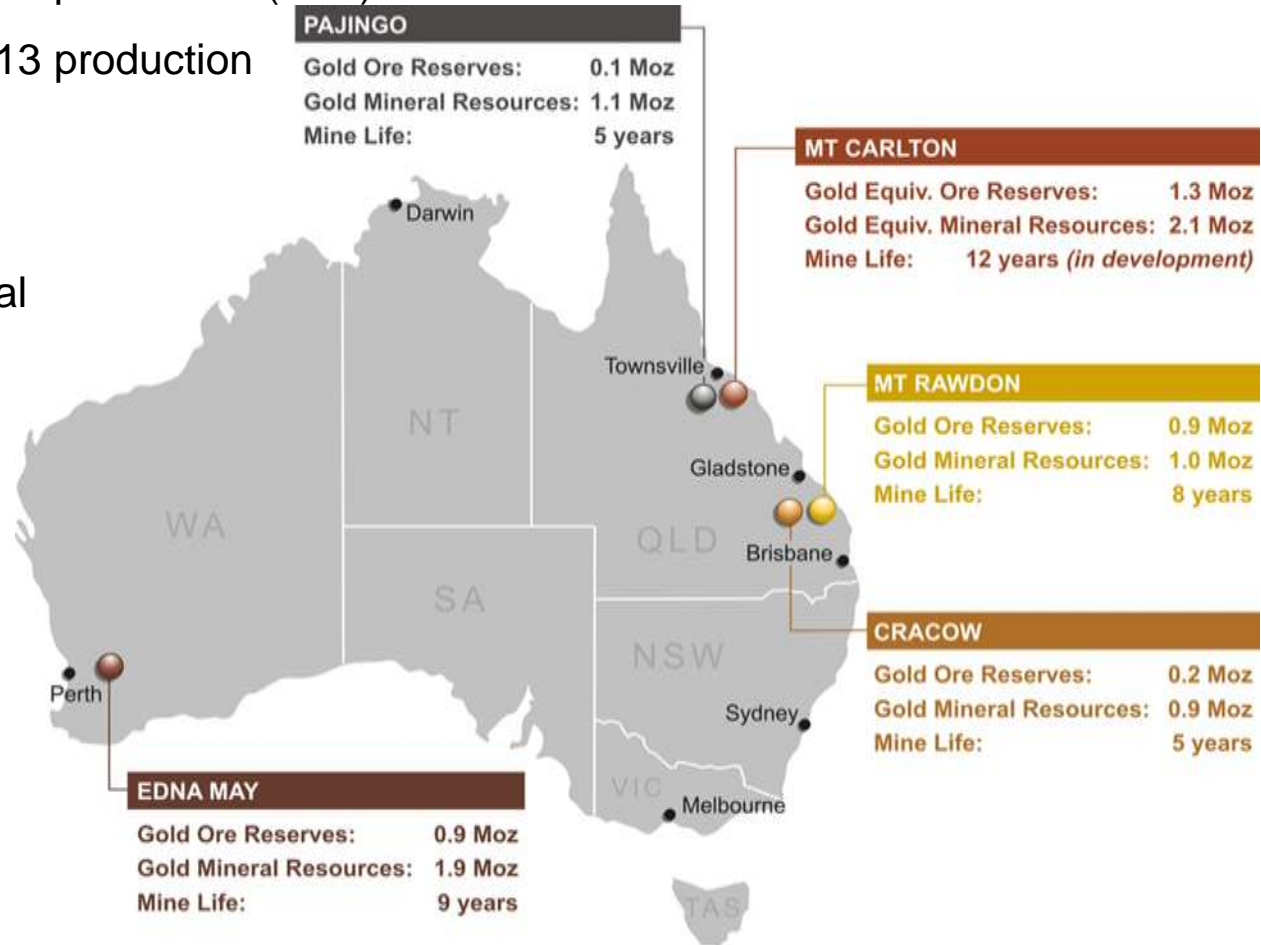 13 production
al
PAJINGO
Gold Ore Reserves: 0.1 Moz
Gold Mineral Resources: 1.1 Moz
Mine Life: 5 years
MT CARLTON
Gold Equiv. Ore Reserves: 1.3 Moz
Gold Equiv. Mineral Resources: 2.1 Moz
Mine Life: 12 years (in development)
Darwin
Townsville
MT RAWDON
Gold Ore Reserves: 0.9 Moz
Gold Mineral Resources: 1.0 Moz
Mine Life: 8 years
NT
Gladstone
WA
QLD
Brisbane
SA
CRACOW
Gold Ore Reserves: 0.2 Moz
Gold Mineral Resources: 0.9 Moz
Mine Life: 5 years
NSW
Perth
Sydney
EDNA MAY
Gold Ore Reserves: 0.9 Moz
Gold Mineral Resources: 1.9 Moz
Mine Life: 9 years
VIC
Melbourne
TAS